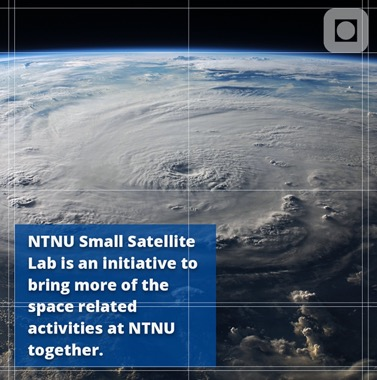 NTNU Small Satellite
Lab is an initiative to
bring more of the
space related
activities at NTNU
together.